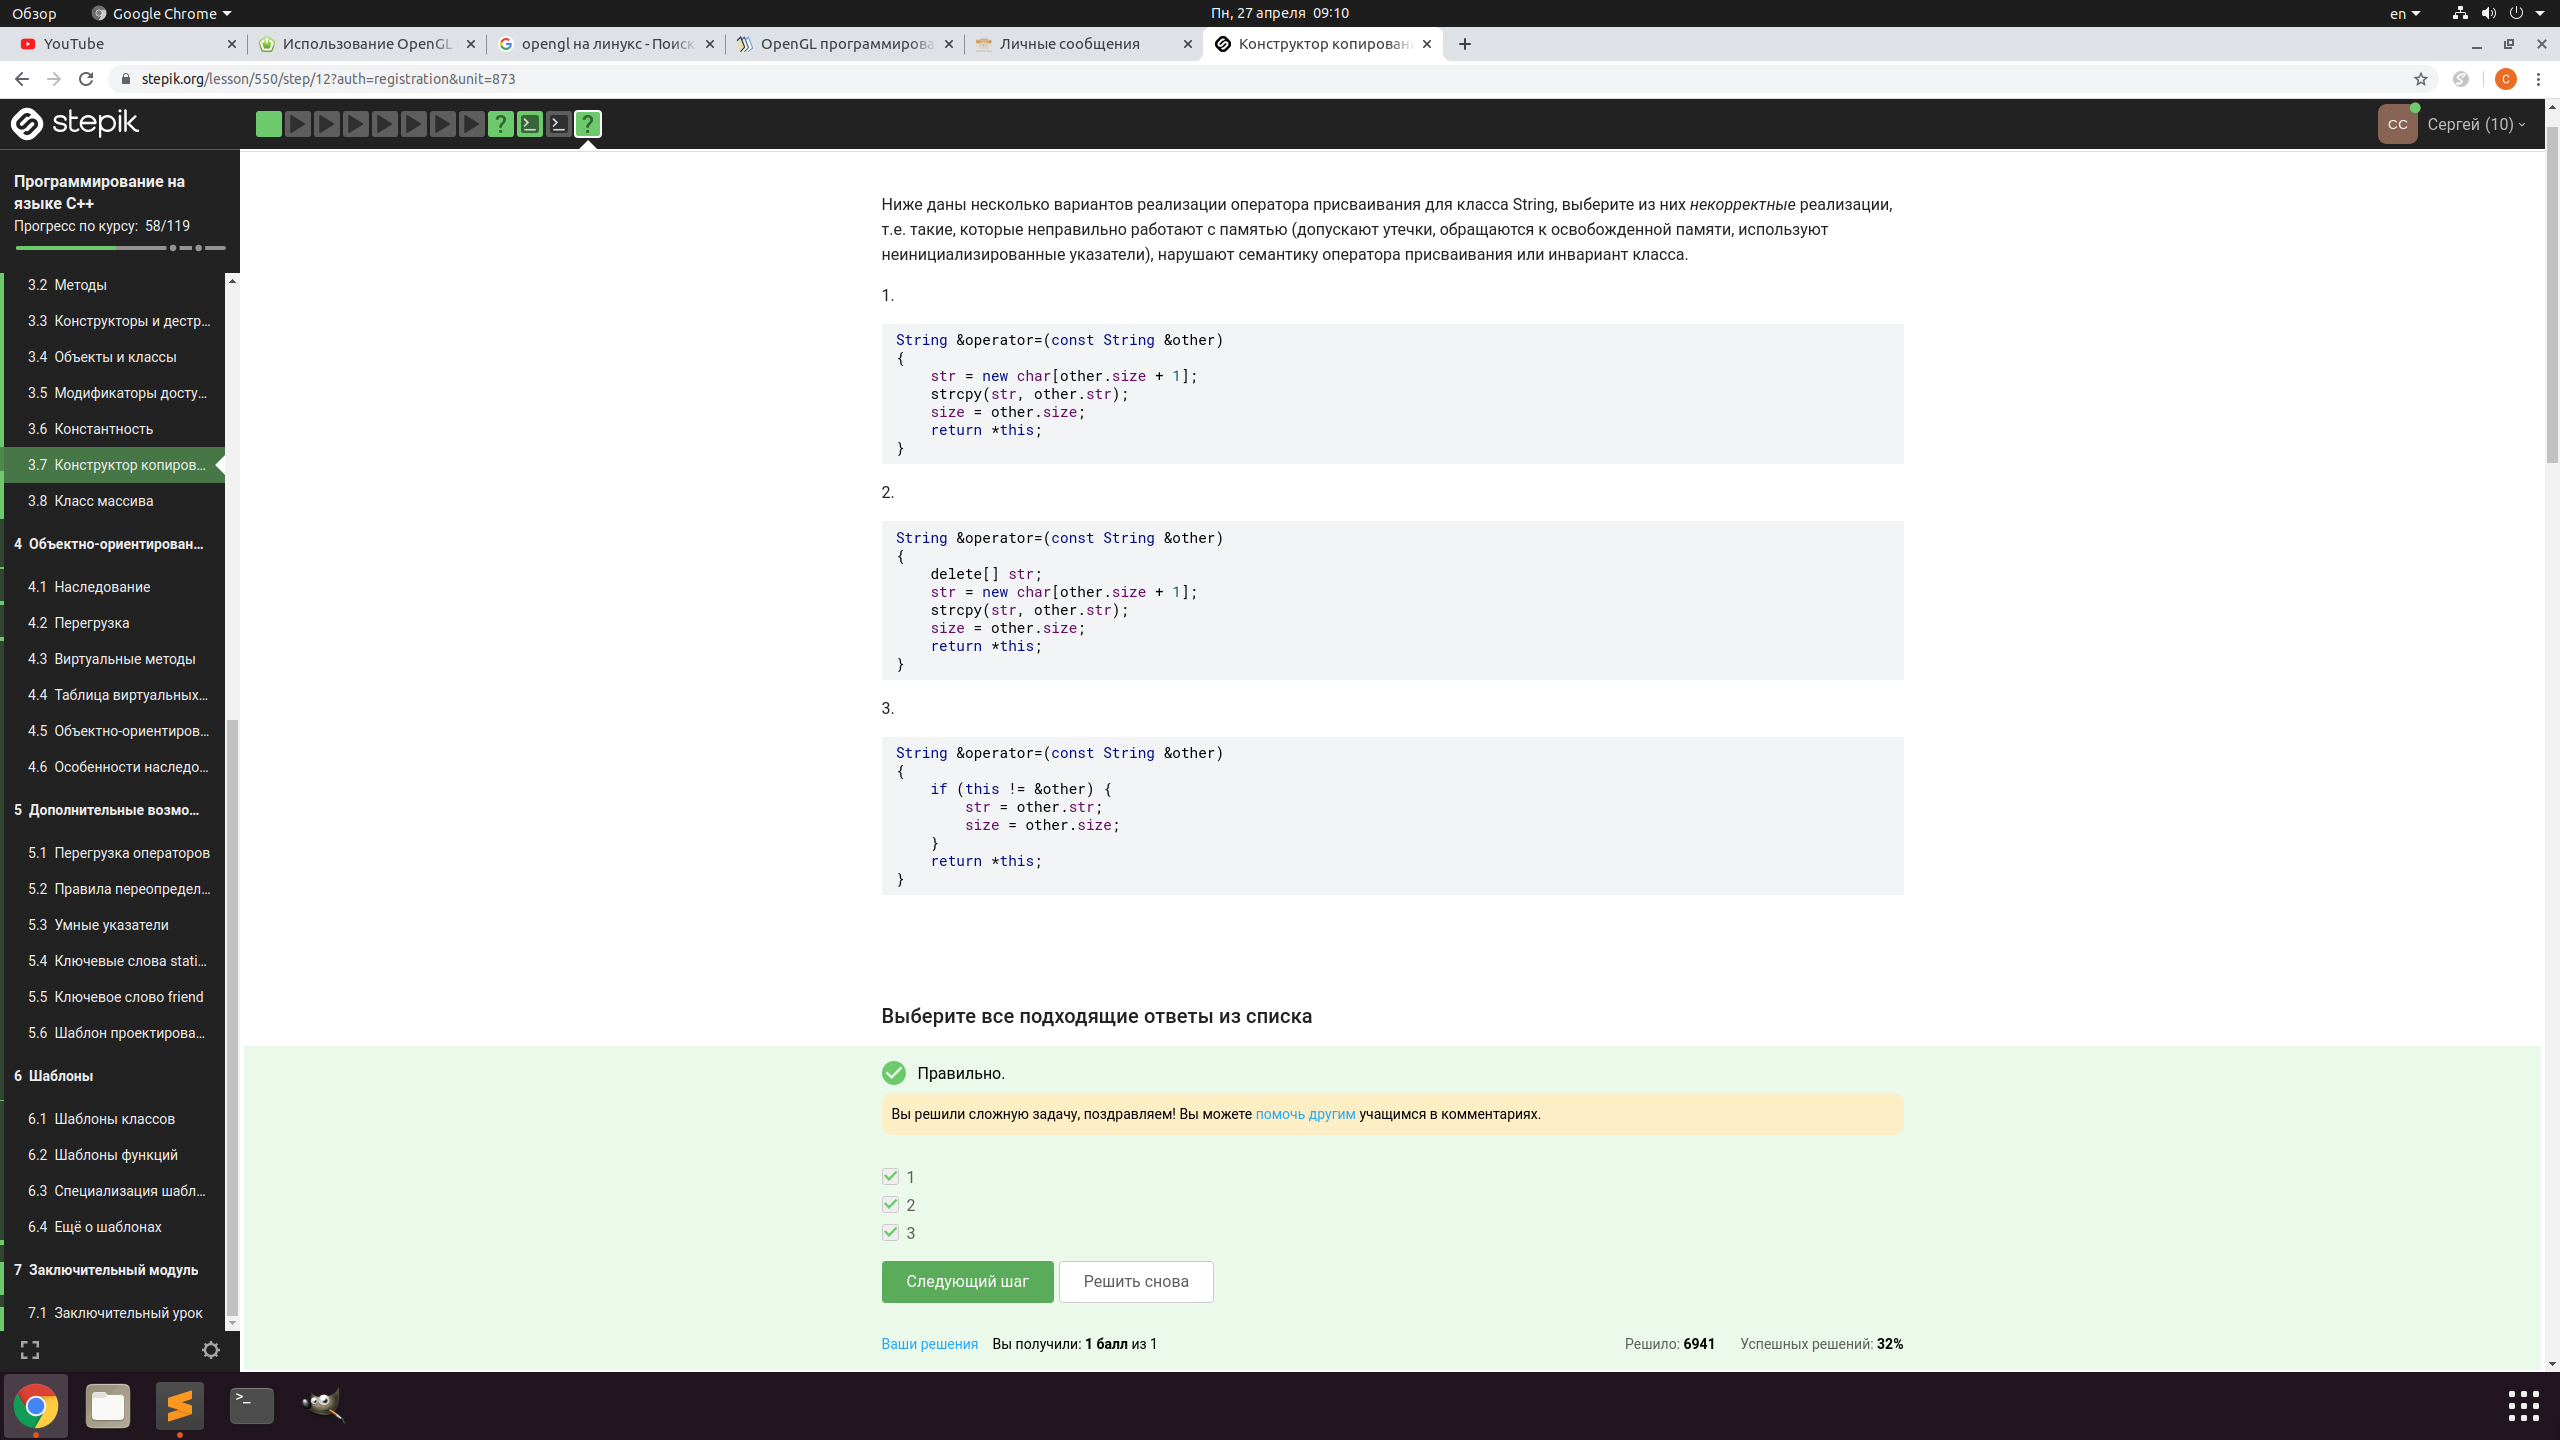 Обзор
Google Chrome
Пн, 27 апреля 09:10
en
YouTube
Использование OpenGL
opengl на линукс - Поиск
OpenGL программирова
Личные сообщения
Конструктор копирован
stepik.org/lesson/550/step/12?auth=registration&unit=873
stepik
CC
Сергей (10)
Программирование на
языке C++
Прогресс по курсу: 58/119
3.2 Методы
3.3 Конструкторы и дестр...
3.4 Объекты и классы
3.5 Модификаторы досту...
3.6 Константность
3.7 Конструктор копиров...
3.8 Класс массива
4 Объектно-ориентирован...
4.1 Наследование
4.2 Перегрузка
4.3 Виртуальные методы
4.4 Таблица виртуальных...
4.5 Объектно-ориентиров...
4.6 Особенности наследо...
5 Дополнительные возмо...
5.1 Перегрузка операторов
5.2 Правила переопредел...
5.3 Умные указатели
5.4 Ключевые слова stati...
5.5 Ключевое слово friend
5.6 Шаблон проектирова...
6 Шаблоны
6.1 Шаблоны классов
6.2 Шаблоны функций
6.3 Специализация шабл...
6.4 Ещё о шаблонах
7 Заключительный модуль
7.1 Заключительный урок
Ниже даны несколько вариантов реализации оператора присваивания для класса String, выберите из них некорректные реализации,
т.е. такие, которые неправильно работают с памятью (допускают утечки, обращаются к освобожденной памяти, используют
неинициализированные указатели), нарушают семантику оператора присваивания или инвариант класса.
1.
String &operator=(const String &other)
{
    str = new char[other.size + 1];
    strcpy(str, other.str);
    size = other.size;
    return *this;
}
2.
String &operator=(const String &other)
{
    delete[] str;
    str = new char[other.size + 1];
    strcpy(str, other.str);
    size = other.size;
    return *this;
}
3.
String &operator=(const String &other)
{
    if (this != &other) {
        str = other.str;
        size = other.size;
    }
    return *this;
}
Выберите все подходящие ответы из списка
Правильно.
Вы решили сложную задачу, поздравляем! Вы можете помочь другим учащимся в комментариях.
1
2
3
Следующий шаг
Решить снова
Ваши решения Вы получили: 1 балл из 1
Решило: 6941 Успешных решений: 32%